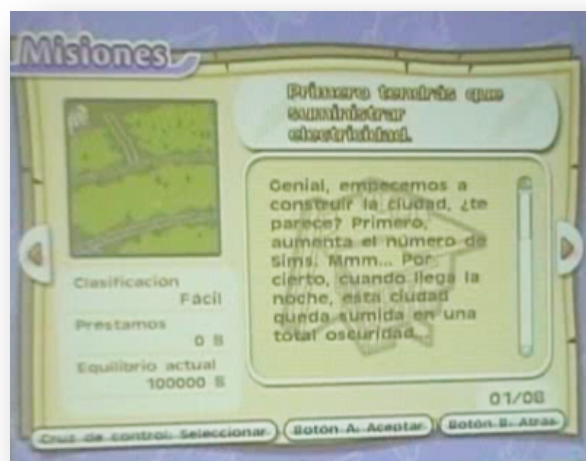 Misiones
Primero tendrás que
suministrar
electricidad.
Genial, empecemos a
construir la ciudad, ¿te
parece? Primero,
aumenta el número de
Sims. Mmm... Por
cierto, cuando llega la
noche, esta ciudad
queda sumida en una
total oscuridad.
Clasificación
Fácil
Préstamos
0 §
Equilibrio actual
100000 §
01/08
Cruz de control: Seleccionar
Botón A: Aceptar
Botón B: Atrás